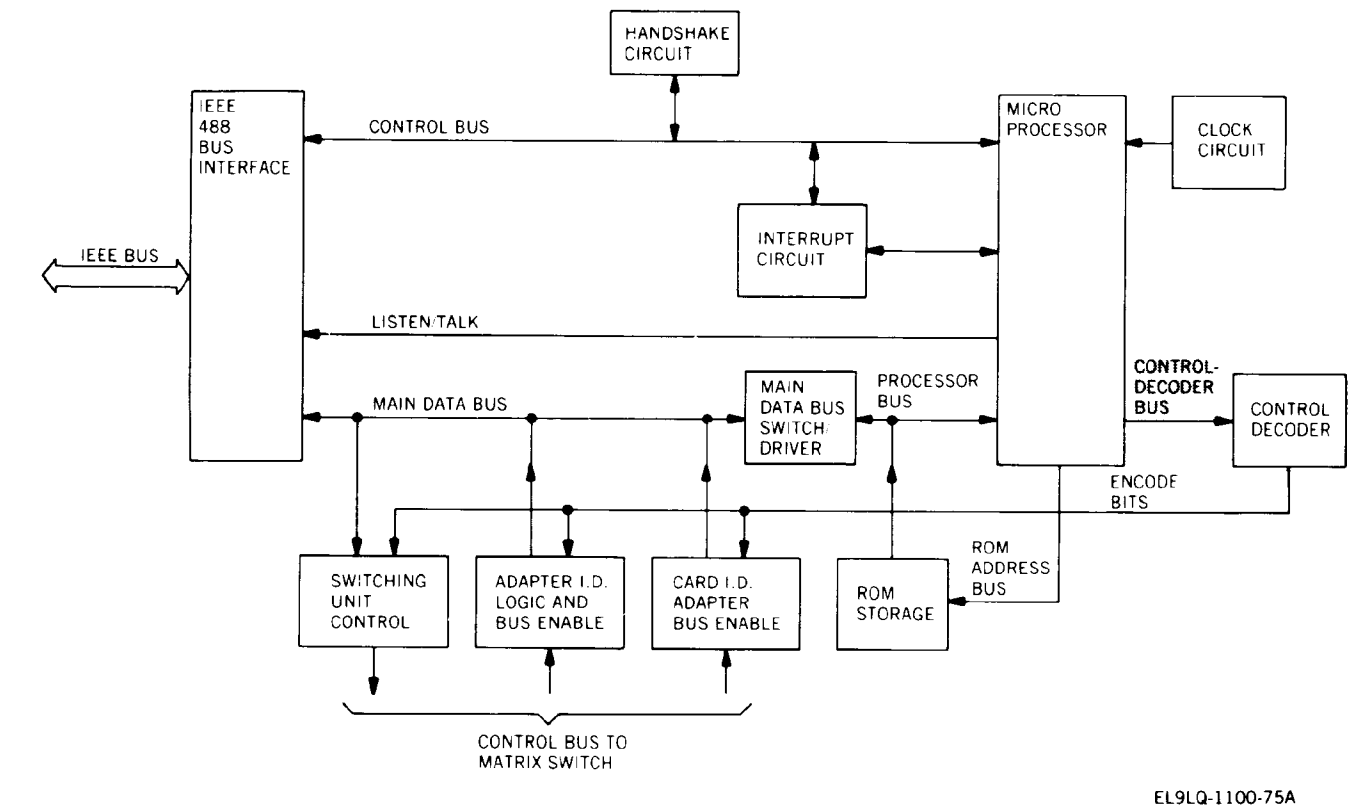 HANDSHAKE
CIRCUIT
IEEE
488
BUS
INTERFACE
CONTROL BUS
MICRO
PROCESSOR
CLOCK
CIRCUIT
INTERRUPT
CIRCUIT
IEEE BUS
LISTEN/TALK
MAIN DATA BUS
MAIN
DATA BUS
SWITCH/
DRIVER
PROCESSOR
BUS
CONTROL-
DECODER
BUS
CONTROL
DECODER
ENCODE
BITS
SWITCHING
UNIT
CONTROL
ADAPTER I.D.
LOGIC AND
BUS ENABLE
CARD I.D.
ADAPTER
BUS ENABLE
ROM
STORAGE
ROM
ADDRESS
BUS
CONTROL BUS TO
MATRIX SWITCH
EL9LQ-1100-75A